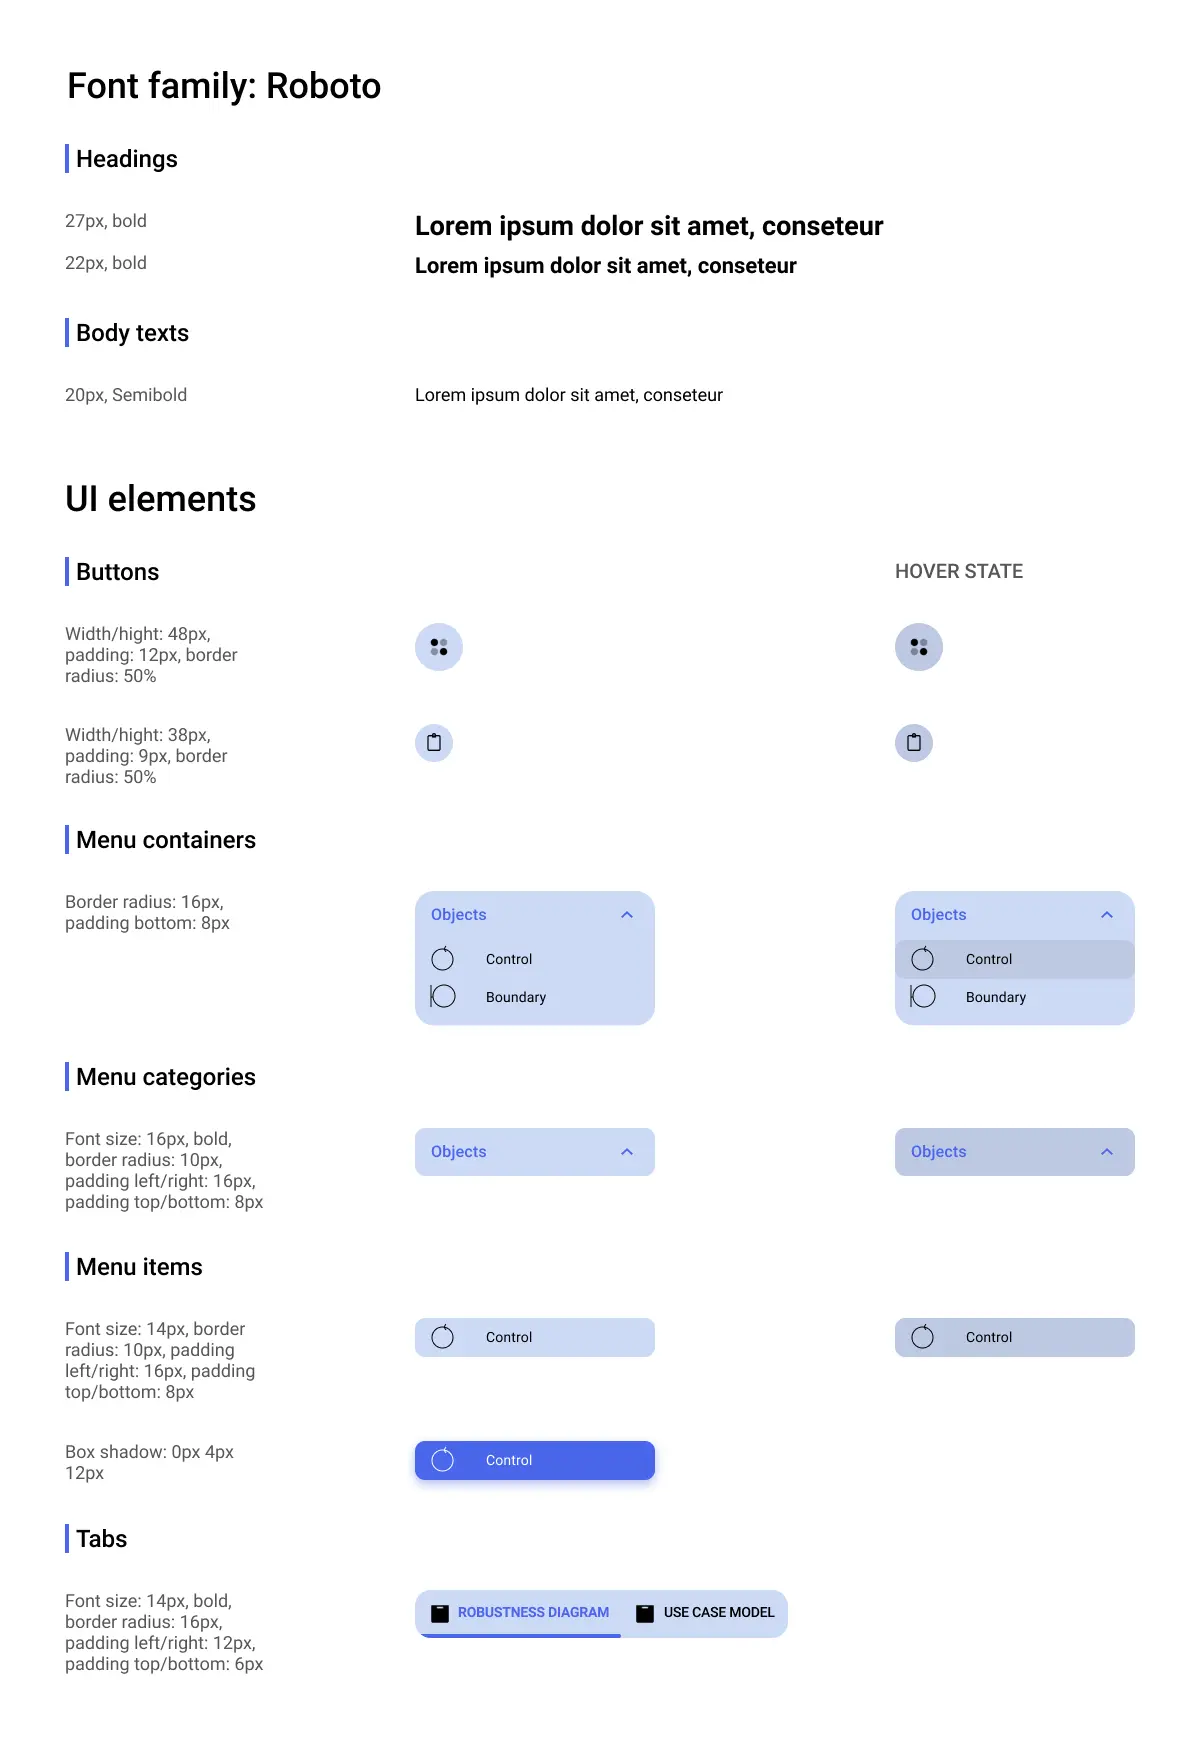 Font family: Roboto
Headings
27px, bold
Lorem ipsum dolor sit amet, conseteur
22px, bold
Lorem ipsum dolor sit amet, conseteur
Body texts
20px, Semibold
Lorem ipsum dolor sit amet, conseteur
UI elements
Buttons
HOVER STATE
Width/hight: 48px,
padding: 12px, border
radius: 50%
Width/hight: 38px,
padding: 9px, border
radius: 50%
Menu containers
Border radius: 16px,
padding bottom: 8px
Objects
Control
Boundary
Objects
Control
Boundary
Menu categories
Font size: 16px, bold,
border radius: 10px,
padding left/right: 16px,
padding top/bottom: 8px
Objects
Objects
Menu items
Font size: 14px, border
radius: 10px, padding
left/right: 16px, padding
top/bottom: 8px
Control
Control
Box shadow: 0px 4px
12px
Control
Tabs
Font size: 14px, bold,
border radius: 16px,
padding left/right: 12px,
padding top/bottom: 6px
ROBUSTNESS DIAGRAM
USE CASE MODEL